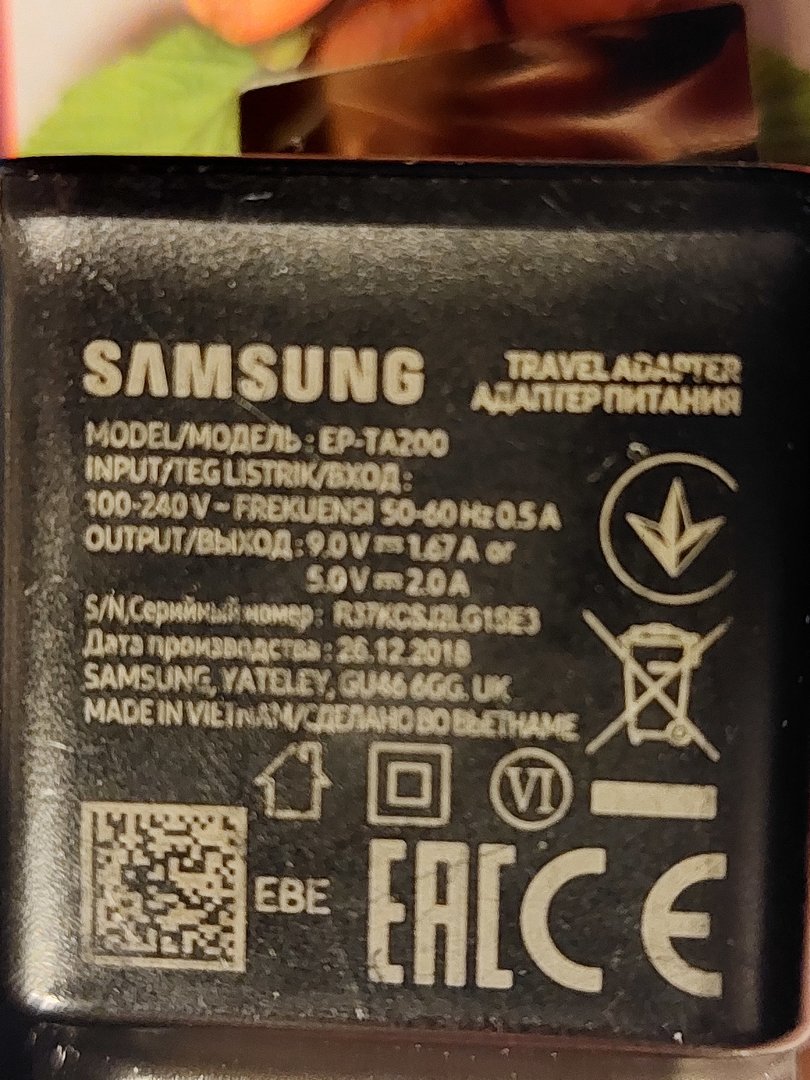 SAMSUNG
TRAVEL ADAPTER
АДАПТЕР ПИТАНИЯ
MODEL/МОДЕЛЬ : EP-TA200
INPUT/TEG LISTRIK/ВХОД :
100-240 V ~ FREKUENSI 50-60 Hz 0.5 A
OUTPUT/ВЫХОД : 9.0 V ⎓ 1.67 A or
5.0 V ⎓ 2.0 A
S/N,Серийный номер :
Дата производства : 26.12.2018
SAMSUNG, YATELEY, GU46 6GG. UK
MADE IN VIETNAM/СДЕЛАНО ВО ВЬЕТНАМЕ
VI
EBE
EAC CE